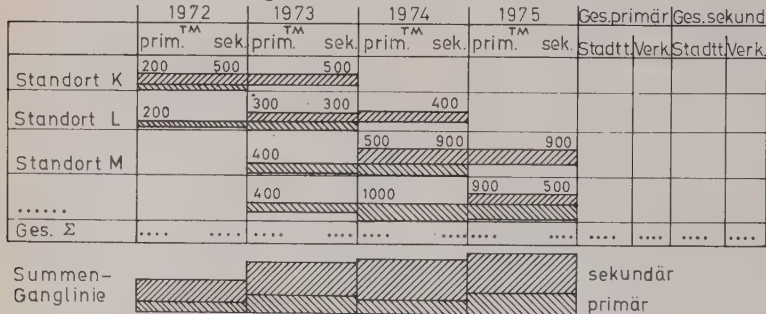 1972 1973 1974 1975 Ges.primär Ges.sekund
TM TM TM TM
prim. sek. prim. sek. prim. sek. prim. sek. Stadtt. Verk. Stadtt. Verk.
200 500 500
Standort K
200 300 300 400
Standort L
400 500 900 900
Standort M
400 1000 900 500
......
Ges. Σ .... .... .... .... .... .... .... .... .... .... .... ....
Summen- sekundär
Ganglinie primär